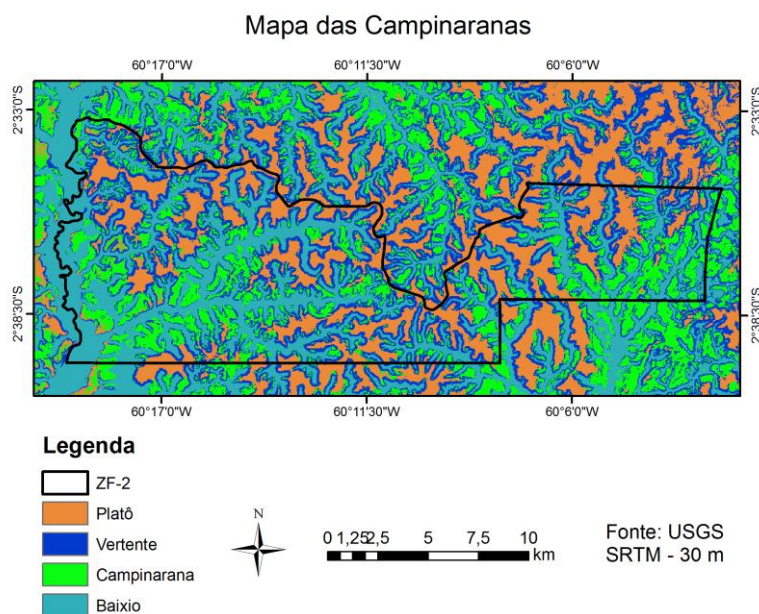 Mapa das Campinaranas
60°17'0"W 60°11'30"W 60°6'0"W
2°33'0"S 2°33'0"S
2°38'30"S 2°38'30"S
60°17'0"W 60°11'30"W 60°6'0"W
Legenda
ZF-2
Platô
Vertente
Campinarana
Baixio
N
0 1,25 2,5 5 7,5 10
km
Fonte: USGS
SRTM - 30 m